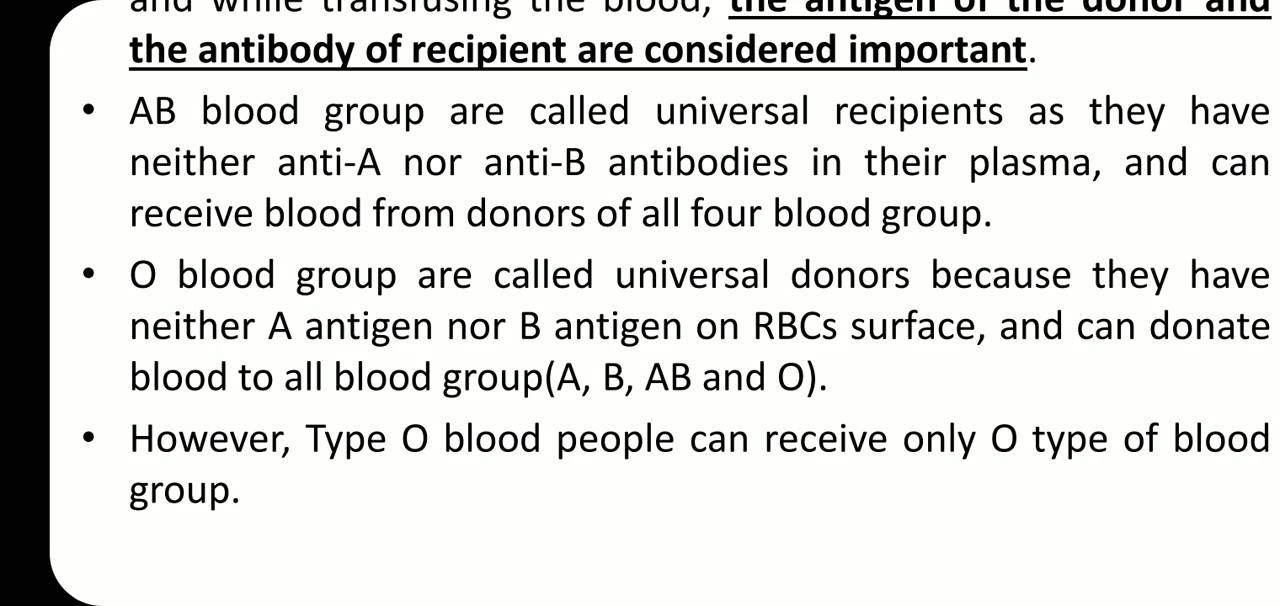 and while transfusing the blood, the antigen of the donor and
the antibody of recipient are considered important.
• AB blood group are called universal recipients as they have
neither anti-A nor anti-B antibodies in their plasma, and can
receive blood from donors of all four blood group.
• O blood group are called universal donors because they have
neither A antigen nor B antigen on RBCs surface, and can donate
blood to all blood group(A, B, AB and O).
• However, Type O blood people can receive only O type of blood
group.